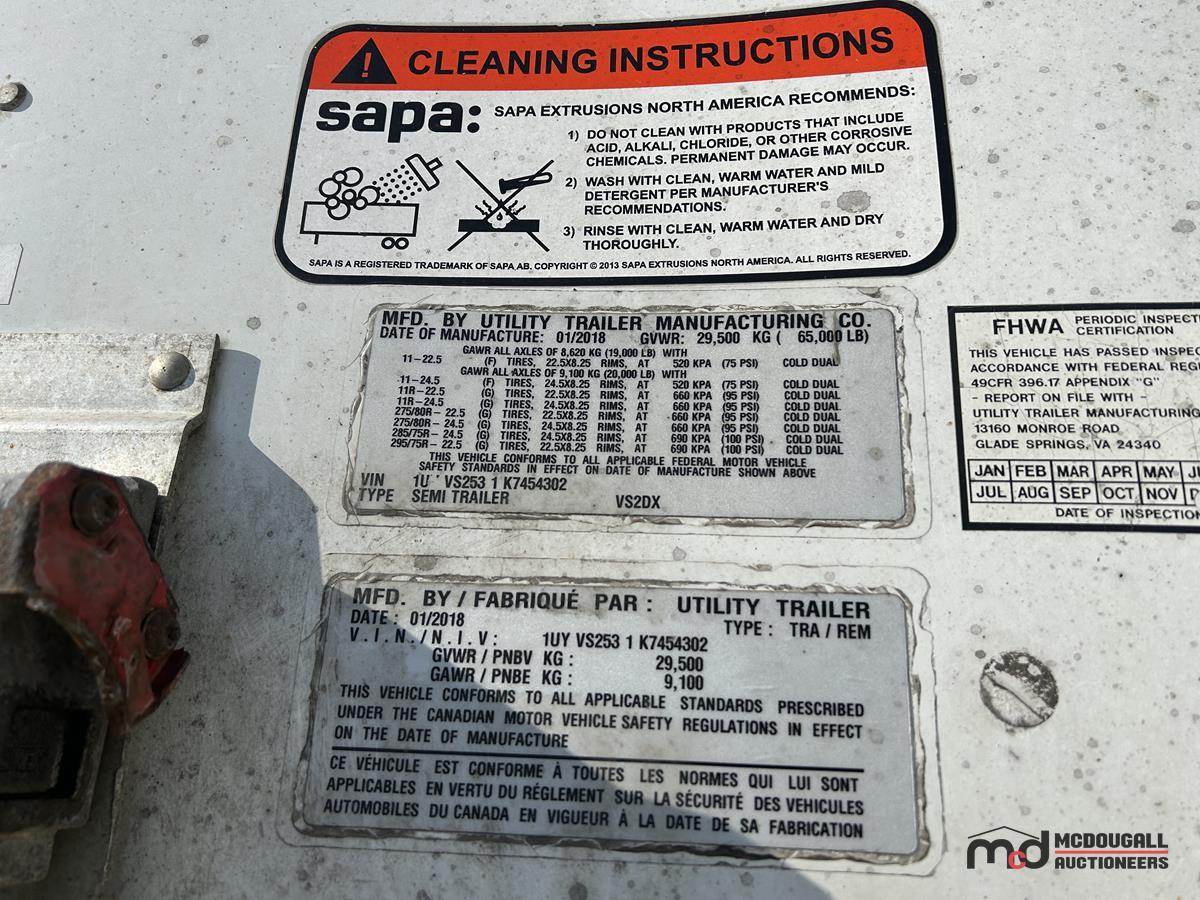 CLEANING INSTRUCTIONS
sapa:
SAPA EXTRUSIONS NORTH AMERICA RECOMMENDS:
1) DO NOT CLEAN WITH PRODUCTS THAT INCLUDE
ACID, ALKALI, CHLORIDE, OR OTHER CORROSIVE
CHEMICALS. PERMANENT DAMAGE MAY OCCUR.
2) WASH WITH CLEAN, WARM WATER AND MILD
DETERGENT PER MANUFACTURER'S
RECOMMENDATIONS.
3) RINSE WITH CLEAN, WARM WATER AND DRY
THOROUGHLY.
SAPA IS A REGISTERED TRADEMARK OF SAPA AB. COPYRIGHT © 2013 SAPA EXTRUSIONS NORTH AMERICA. ALL RIGHTS RESERVED.
MFD. BY UTILITY TRAILER MANUFACTURING CO.
DATE OF MANUFACTURE: 01/2018 GVWR: 29,500 KG ( 65,000 LB)
GAWR ALL AXLES OF 8,620 KG (19,000 LB) WITH
11-22.5 (F) TIRES, 22.5X8.25 RIMS, AT 520 KPA (75 PSI) COLD DUAL
GAWR ALL AXLES OF 9,100 KG (20,000 LB) WITH
11-24.5 (F) TIRES, 24.5X8.25 RIMS, AT 520 KPA (75 PSI) COLD DUAL
11R-22.5 (G) TIRES, 22.5X8.25 RIMS, AT 660 KPA (95 PSI) COLD DUAL
11R-24.5 (G) TIRES, 24.5X8.25 RIMS, AT 660 KPA (95 PSI) COLD DUAL
275/80R-22.5 (G) TIRES, 22.5X8.25 RIMS, AT 660 KPA (95 PSI) COLD DUAL
275/80R-24.5 (G) TIRES, 24.5X8.25 RIMS, AT 660 KPA (95 PSI) COLD DUAL
285/75R-24.5 (G) TIRES, 24.5X8.25 RIMS, AT 690 KPA (100 PSI) COLD DUAL
295/75R-22.5 (G) TIRES, 22.5X8.25 RIMS, AT 690 KPA (100 PSI) COLD DUAL
THIS VEHICLE CONFORMS TO ALL APPLICABLE FEDERAL MOTOR VEHICLE
SAFETY STANDARDS IN EFFECT ON DATE OF MANUFACTURE SHOWN ABOVE
VIN 1U VS253 1 K7454302
TYPE SEMI TRAILER VS2DX
FHWA PERIODIC INSPECT
CERTIFICATION
THIS VEHICLE HAS PASSED INSPEC
ACCORDANCE WITH FEDERAL REG
49CFR 396.17 APPENDIX "G"
- REPORT ON FILE WITH -
UTILITY TRAILER MANUFACTURING
13160 MONROE ROAD
GLADE SPRINGS, VA 24340
JAN FEB MAR APR MAY
JUL AUG SEP OCT NOV
DATE OF INSPECTION
MFD. BY / FABRIQUÉ PAR : UTILITY TRAILER
DATE : 01/2018 TYPE : TRA / REM
V.I.N./N.I.V: 1UY VS253 1 K7454302
GVWR / PNBV KG : 29,500
GAWR / PNBE KG : 9,100
THIS VEHICLE CONFORMS TO ALL APPLICABLE STANDARDS PRESCRIBED
UNDER THE CANADIAN MOTOR VEHICLE SAFETY REGULATIONS IN EFFECT
ON THE DATE OF MANUFACTURE
CE VÉHICULE EST CONFORME À TOUTES LES NORMES QUI LUI SONT
APPLICABLES EN VERTU DU RÉGLEMENT SUR LA SÉCURITÉ DES VEHICULES
AUTOMOBILES DU CANADA EN VIGUEUR À LA DATE DE SA FABRICATION
mcd MCDOUGALL
AUCTIONEERS